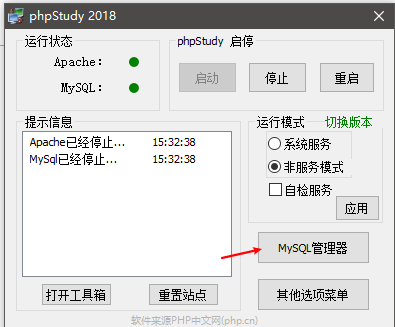 phpStudy 2018
运行状态
Apache:
MySQL:
phpStudy 启停
启动 停止 重启
提示信息
Apache已经停止... 15:32:38
MySql已经停止... 15:32:38
运行模式 切换版本
系统服务
非服务模式
自检服务
应用
MySQL管理器
打开工具箱 重置站点 其他选项菜单
软件来源PHP中文网(php.cn)